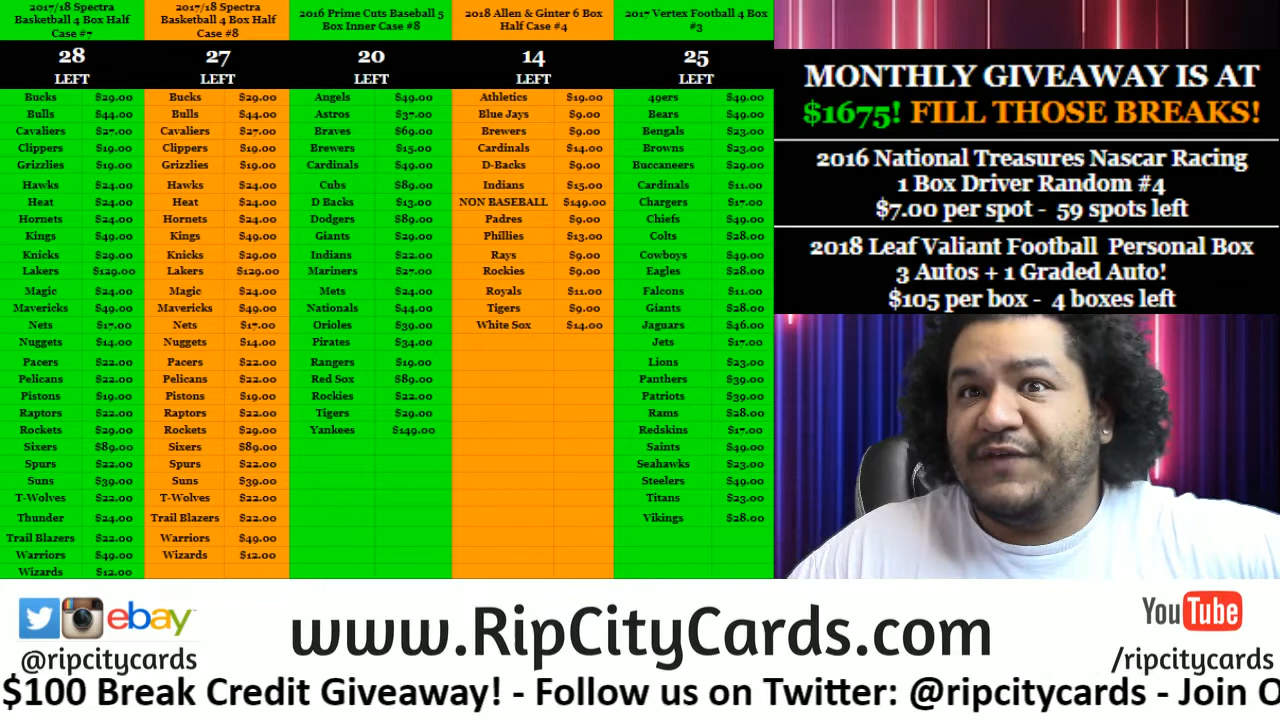 2017/18 Spectra
Basketball 4 Box Half
Case #7
28
LEFT
Bucks $29.00
Bulls $44.00
Cavaliers $27.00
Clippers $19.00
Grizzlies $19.00
Hawks $24.00
Heat $24.00
Hornets $24.00
Kings $49.00
Knicks $29.00
Lakers $129.00
Magic $24.00
Mavericks $49.00
Nets $17.00
Nuggets $14.00
Pacers $22.00
Pelicans $22.00
Pistons $19.00
Raptors $22.00
Rockets $29.00
Sixers $89.00
Spurs $22.00
Suns $39.00
T-Wolves $22.00
Thunder $24.00
Trail Blazers $22.00
Warriors $49.00
Wizards $12.00
2017/18 Spectra
Basketball 4 Box Half
Case #8
27
LEFT
Bucks $29.00
Bulls $44.00
Cavaliers $27.00
Clippers $19.00
Grizzlies $19.00
Hawks $24.00
Heat $24.00
Hornets $24.00
Kings $49.00
Knicks $29.00
Lakers $129.00
Magic $24.00
Mavericks $49.00
Nets $17.00
Nuggets $14.00
Pacers $22.00
Pelicans $22.00
Pistons $19.00
Raptors $22.00
Rockets $29.00
Sixers $89.00
Spurs $22.00
Suns $39.00
T-Wolves $22.00
Trail Blazers $22.00
Warriors $49.00
Wizards $12.00
2016 Prime Cuts Baseball 5
Box Inner Case #8
20
LEFT
Angels $49.00
Astros $37.00
Braves $69.00
Brewers $15.00
Cardinals $49.00
Cubs $89.00
D Backs $13.00
Dodgers $89.00
Giants $29.00
Indians $22.00
Mariners $27.00
Mets $24.00
Nationals $44.00
Orioles $39.00
Pirates $34.00
Rangers $19.00
Red Sox $89.00
Rockies $22.00
Tigers $29.00
Yankees $149.00
2018 Allen & Ginter 6 Box
Half Case #4
14
LEFT
Athletics $19.00
Blue Jays $9.00
Brewers $9.00
Cardinals $14.00
D-Backs $9.00
Indians $15.00
NON BASEBALL $149.00
Padres $9.00
Phillies $13.00
Rays $9.00
Rockies $9.00
Royals $11.00
Tigers $9.00
White Sox $14.00
2017 Vertex Football 4 Box
#3
25
LEFT
49ers $49.00
Bears $49.00
Bengals $23.00
Browns $23.00
Buccaneers $29.00
Cardinals $11.00
Chargers $17.00
Chiefs $49.00
Colts $28.00
Cowboys $49.00
Eagles $28.00
Falcons $11.00
Giants $28.00
Jaguars $46.00
Jets $17.00
Lions $23.00
Panthers $39.00
Patriots $39.00
Rams $28.00
Redskins $17.00
Saints $49.00
Seahawks $23.00
Steelers $49.00
Titans $23.00
Vikings $28.00
MONTHLY GIVEAWAY IS AT
$1675! FILL THOSE BREAKS!
2016 National Treasures Nascar Racing
1 Box Driver Random #4
$7.00 per spot - 59 spots left
2018 Leaf Valiant Football Personal Box
3 Autos + 1 Graded Auto!
$105 per box - 4 boxes left
ebay
@ripcitycards
www.RipCityCards.com
YouTube
/ripcitycards
$100 Break Credit Giveaway! - Follow us on Twitter: @ripcitycards - Join O